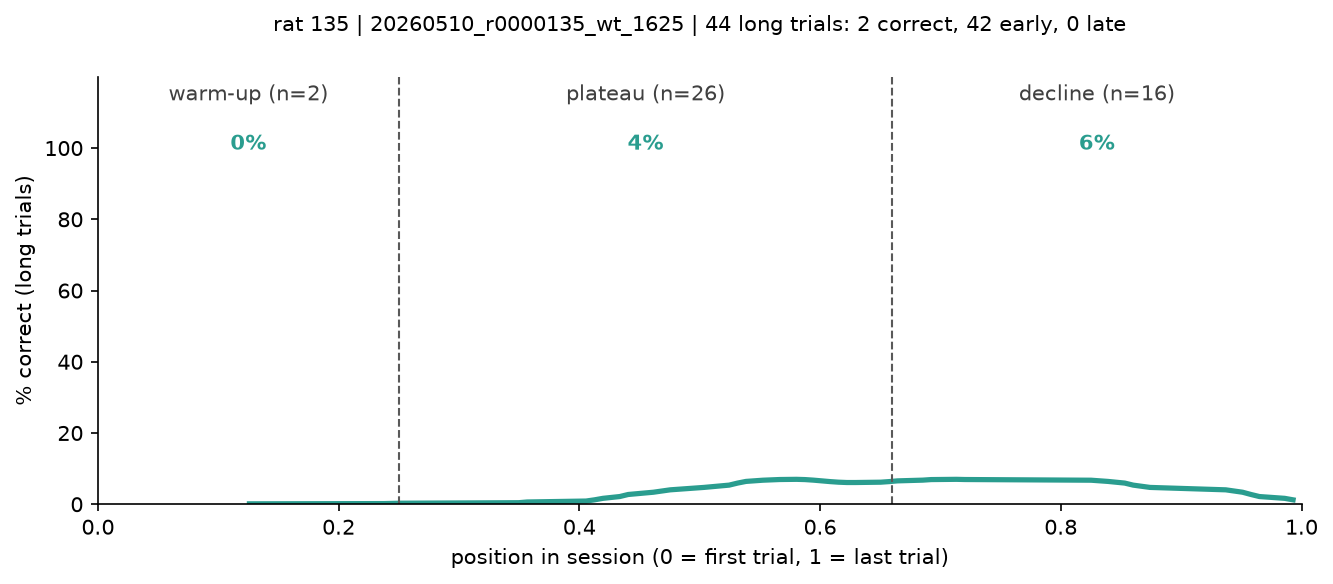 rat 135 | 20260510_r0000135_wt_1625 | 44 long trials: 2 correct, 42 early, 0 late
warm-up (n=2)
plateau (n=26)
decline (n=16)
0%
4%
6%
% correct (long trials)
100
80
60
40
20
0
0.0
0.2
0.4
0.6
0.8
1.0
position in session (0 = first trial, 1 = last trial)